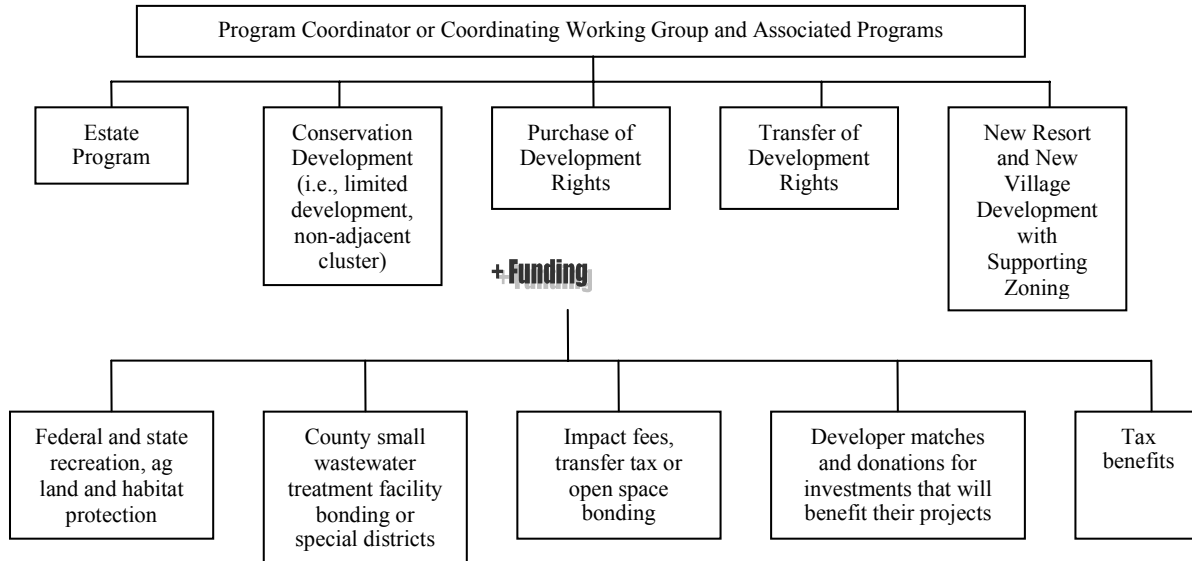 Program Coordinator or Coordinating Working Group and Associated Programs
Estate
Program
Conservation
Development
(i.e., limited
development,
non-adjacent
cluster)
Purchase of
Development
Rights
Transfer of
Development
Rights
New Resort
and New
Village
Development
with
Supporting
Zoning
+Funding
Federal and state
recreation, ag
land and habitat
protection
County small
wastewater
treatment facility
bonding or
special districts
Impact fees,
transfer tax or
open space
bonding
Developer matches
and donations for
investments that will
benefit their projects
Tax
benefits